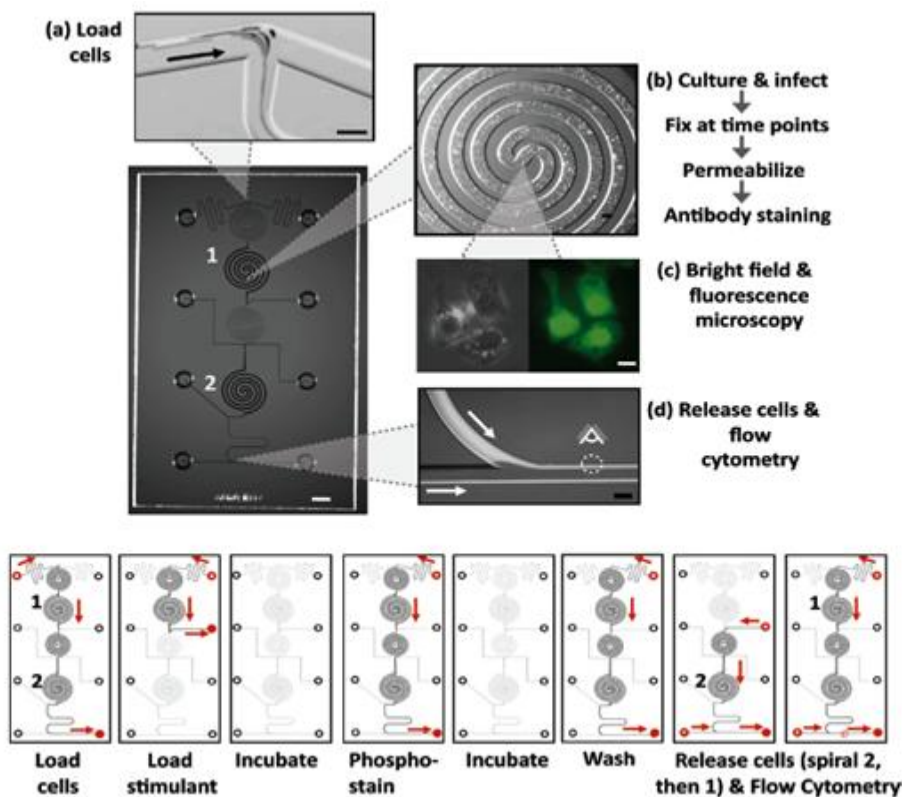 (a) Load
cells
(b) Culture & infect
Fix at time points
Permeabilize
Antibody staining
1
2
(c) Bright field &
fluorescence
microscopy
(d) Release cells &
flow
cytometry
1
2
1
2
Load
cells
Load
stimulant
Incubate
Phospho-
stain
Incubate
Wash
Release cells (spiral 2,
then 1) & Flow Cytometry